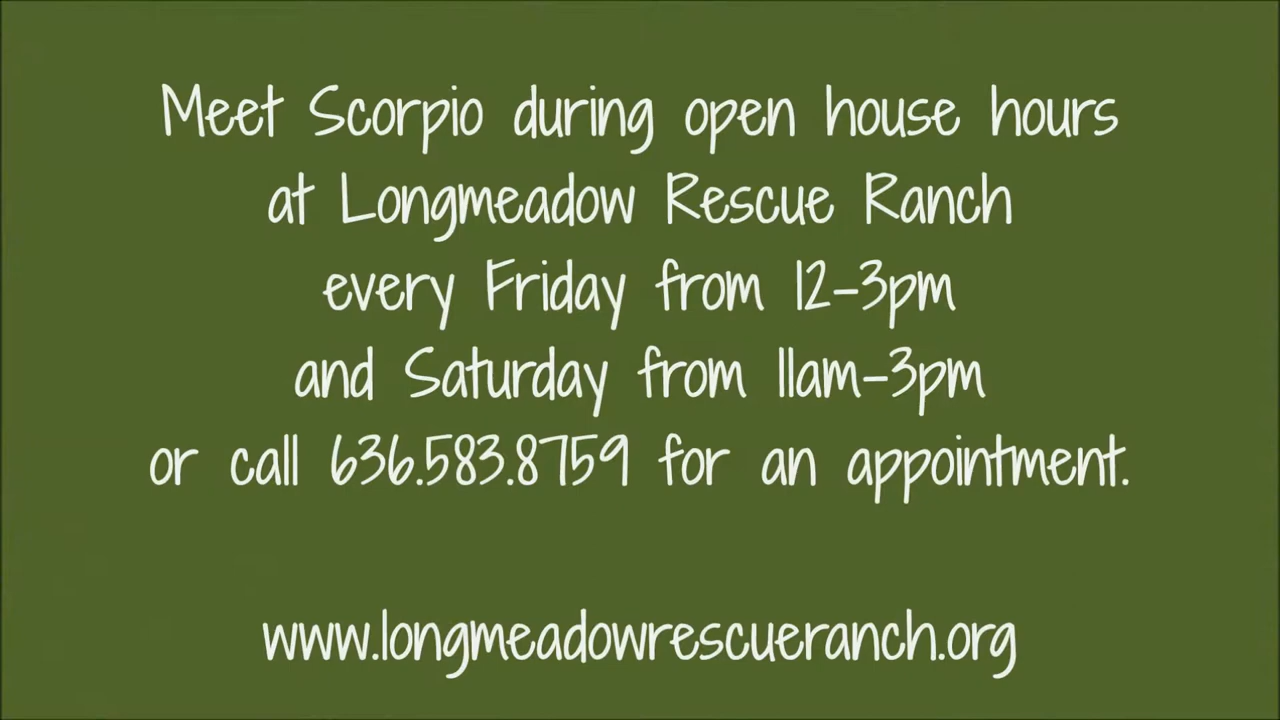 Meet Scorpio during open house hours
at Longmeadow Rescue Ranch
every Friday from 12-3pm
and Saturday from 11am-3pm
or call 636.583.8759 for an appointment.
www.longmeadowrescueranch.org